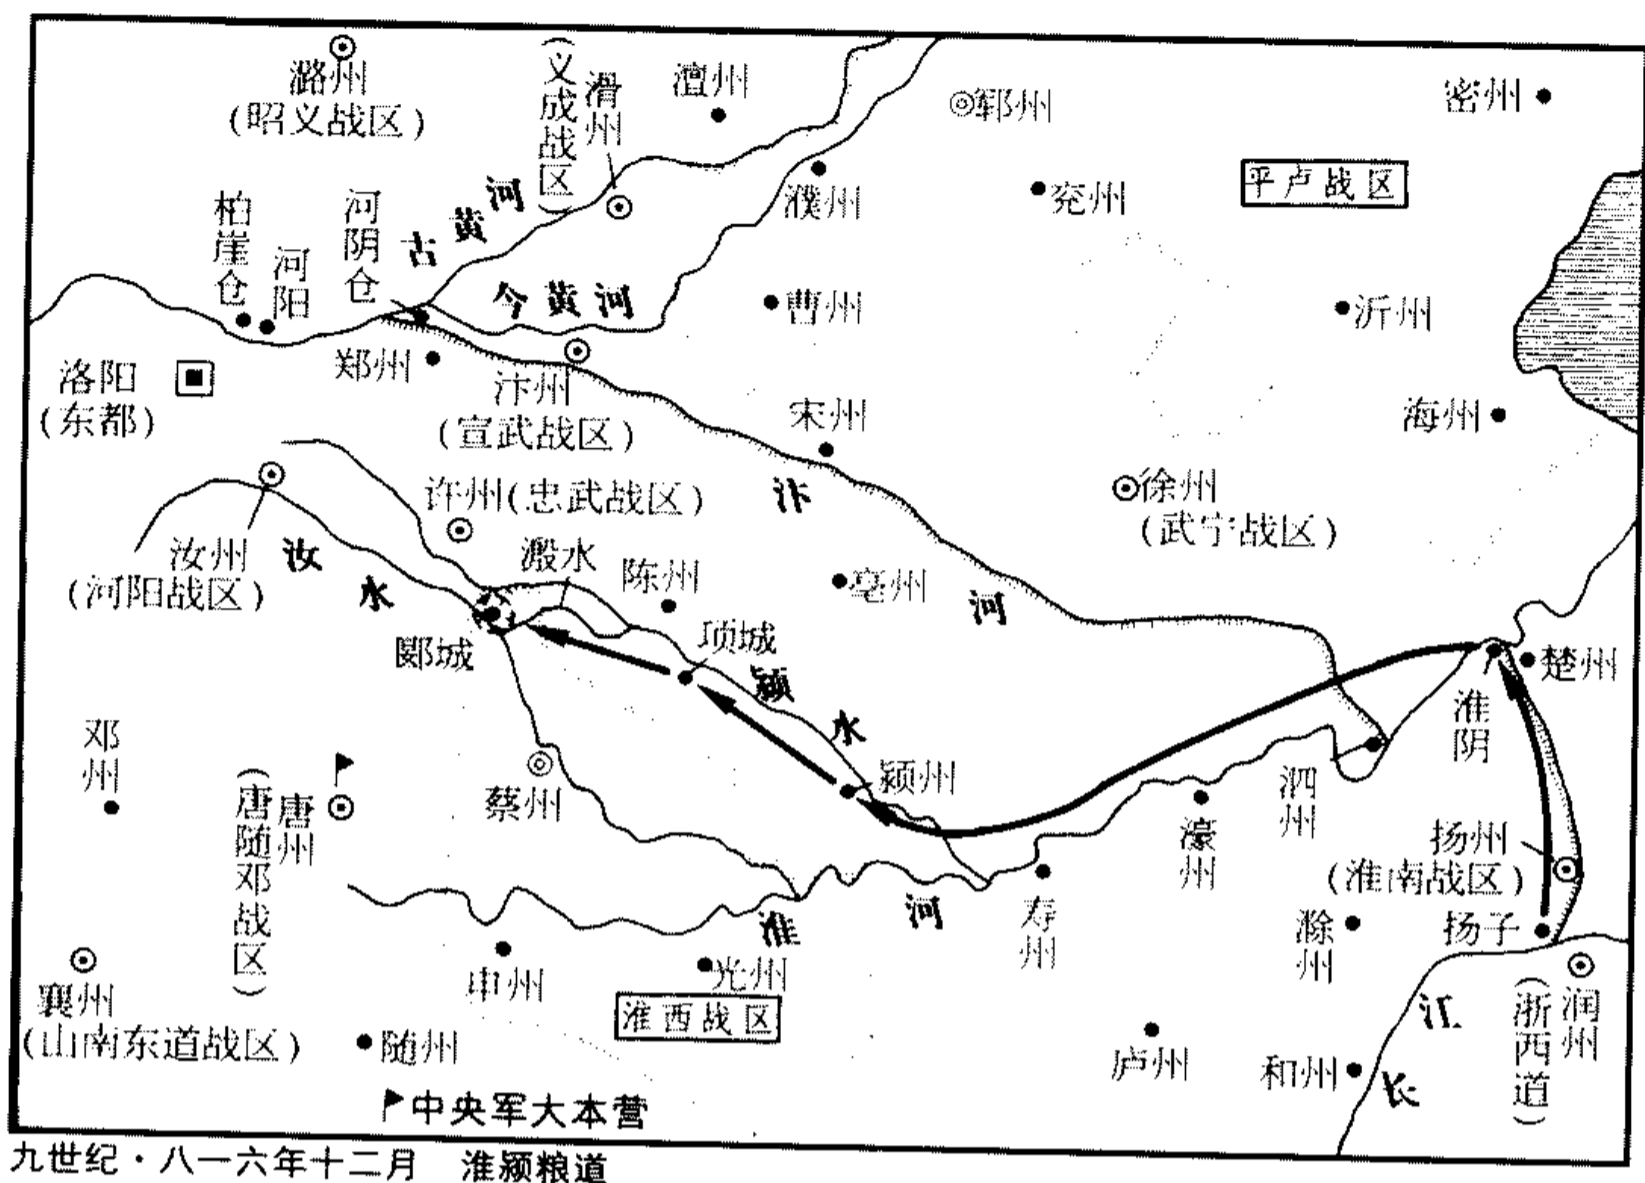 潞州
(昭义战区)
(义成战区)
滑州
澶州
郓州
密州
平卢战区
濮州
兖州
柏崖仓
河阳
河阴仓
古黄河
今黄河
曹州
沂州
洛阳
(东都)
郑州
汴州
(宣武战区)
宋州
海州
许州(忠武战区)
汴河
徐州
(武宁战区)
汝州
(河阳战区)
汝水
溵水
陈州
亳州
郾城
项城
颍水
楚州
淮阴
邓州
(唐随邓战区)
唐州
蔡州
颍州
泗州
濠州
扬州
(淮南战区)
扬子
淮河
寿州
滁州
襄州
(山南东道战区)
申州
光州
淮西战区
随州
庐州
和州
长江
(浙西道)
润州
中央军大本营
九世纪·八一六年十二月 淮颍粮道